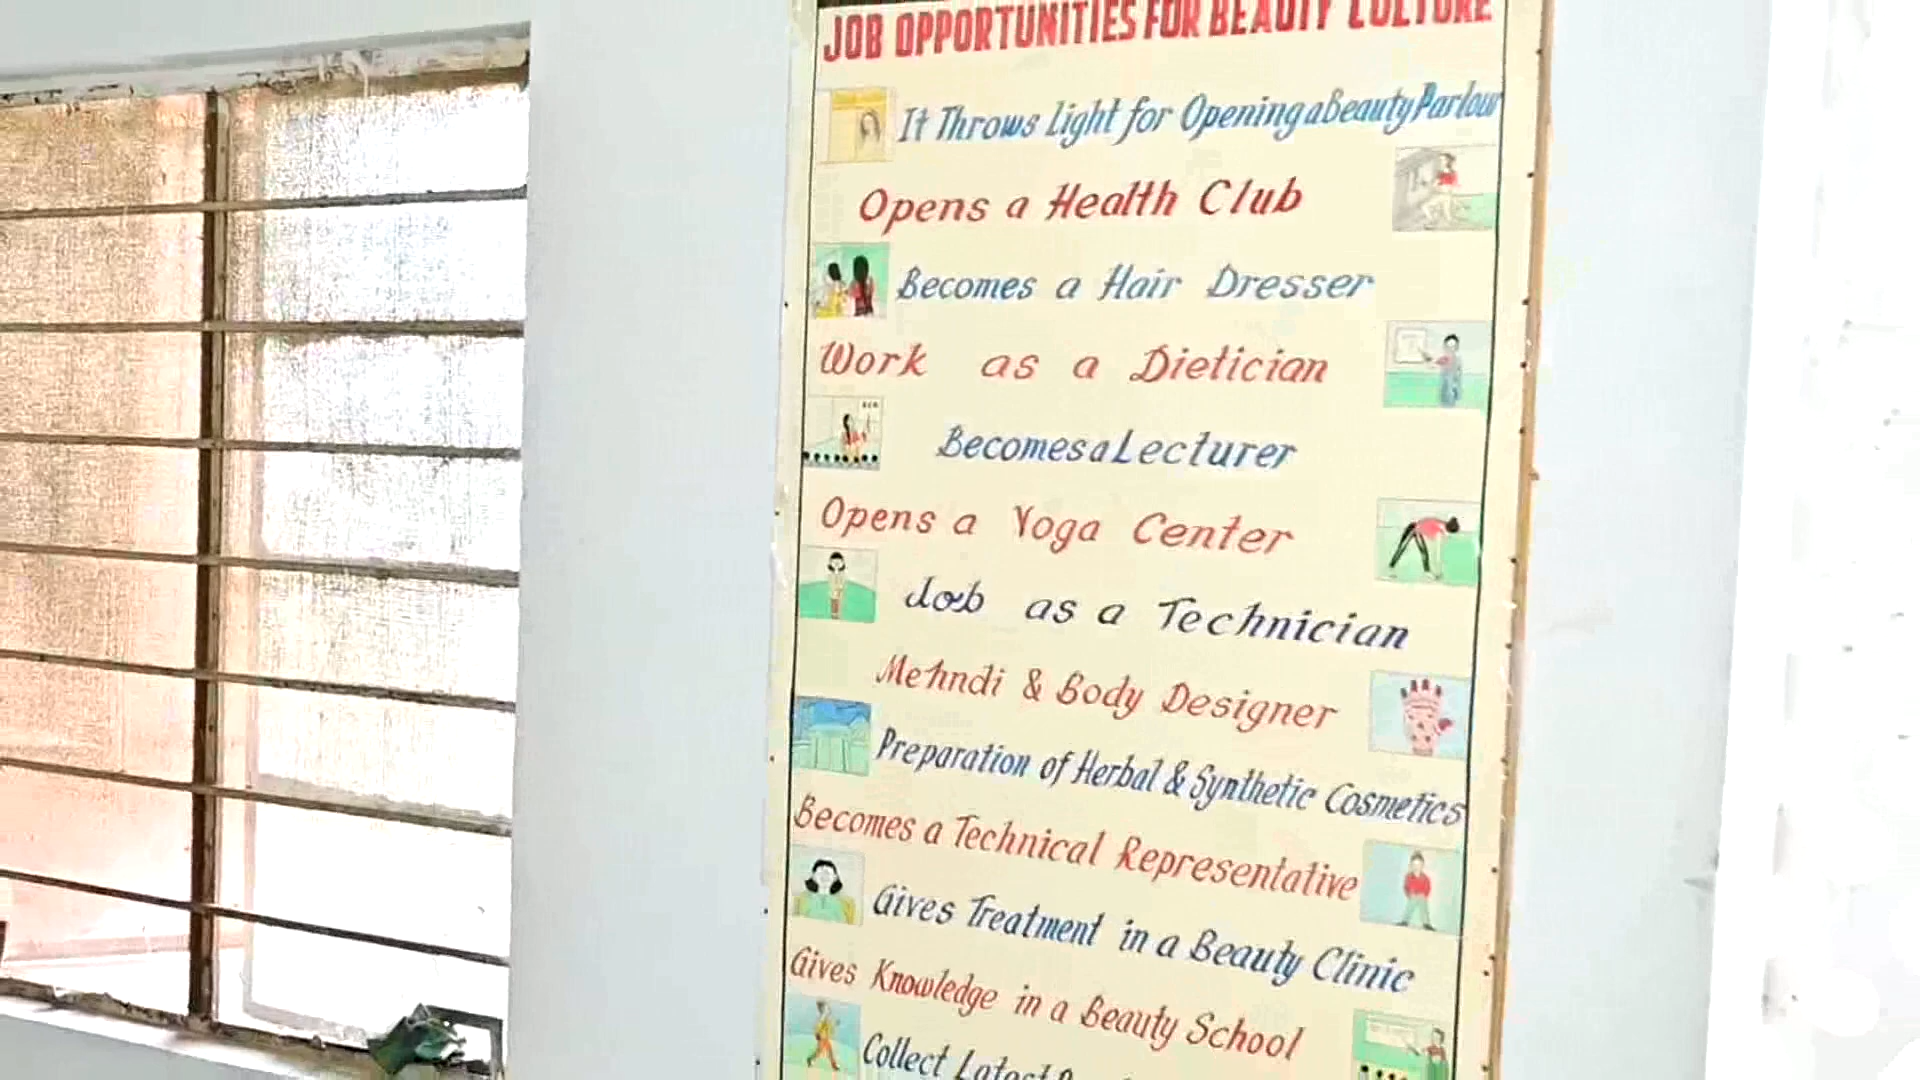 JOB OPPORTUNITIES FOR BEAUTY CULTURE
It Throws Light for Opening a Beauty Parlour
Opens a Health Club
Becomes a Hair Dresser
Work as a Dietician
Becomes a Lecturer
Opens a Yoga Center
Job as a Technician
Mehndi & Body Designer
Preparation of Herbal & Synthetic Cosmetics
Becomes a Technical Representative
Gives Treatment in a Beauty Clinic
Gives Knowledge in a Beauty School
Collect Latest